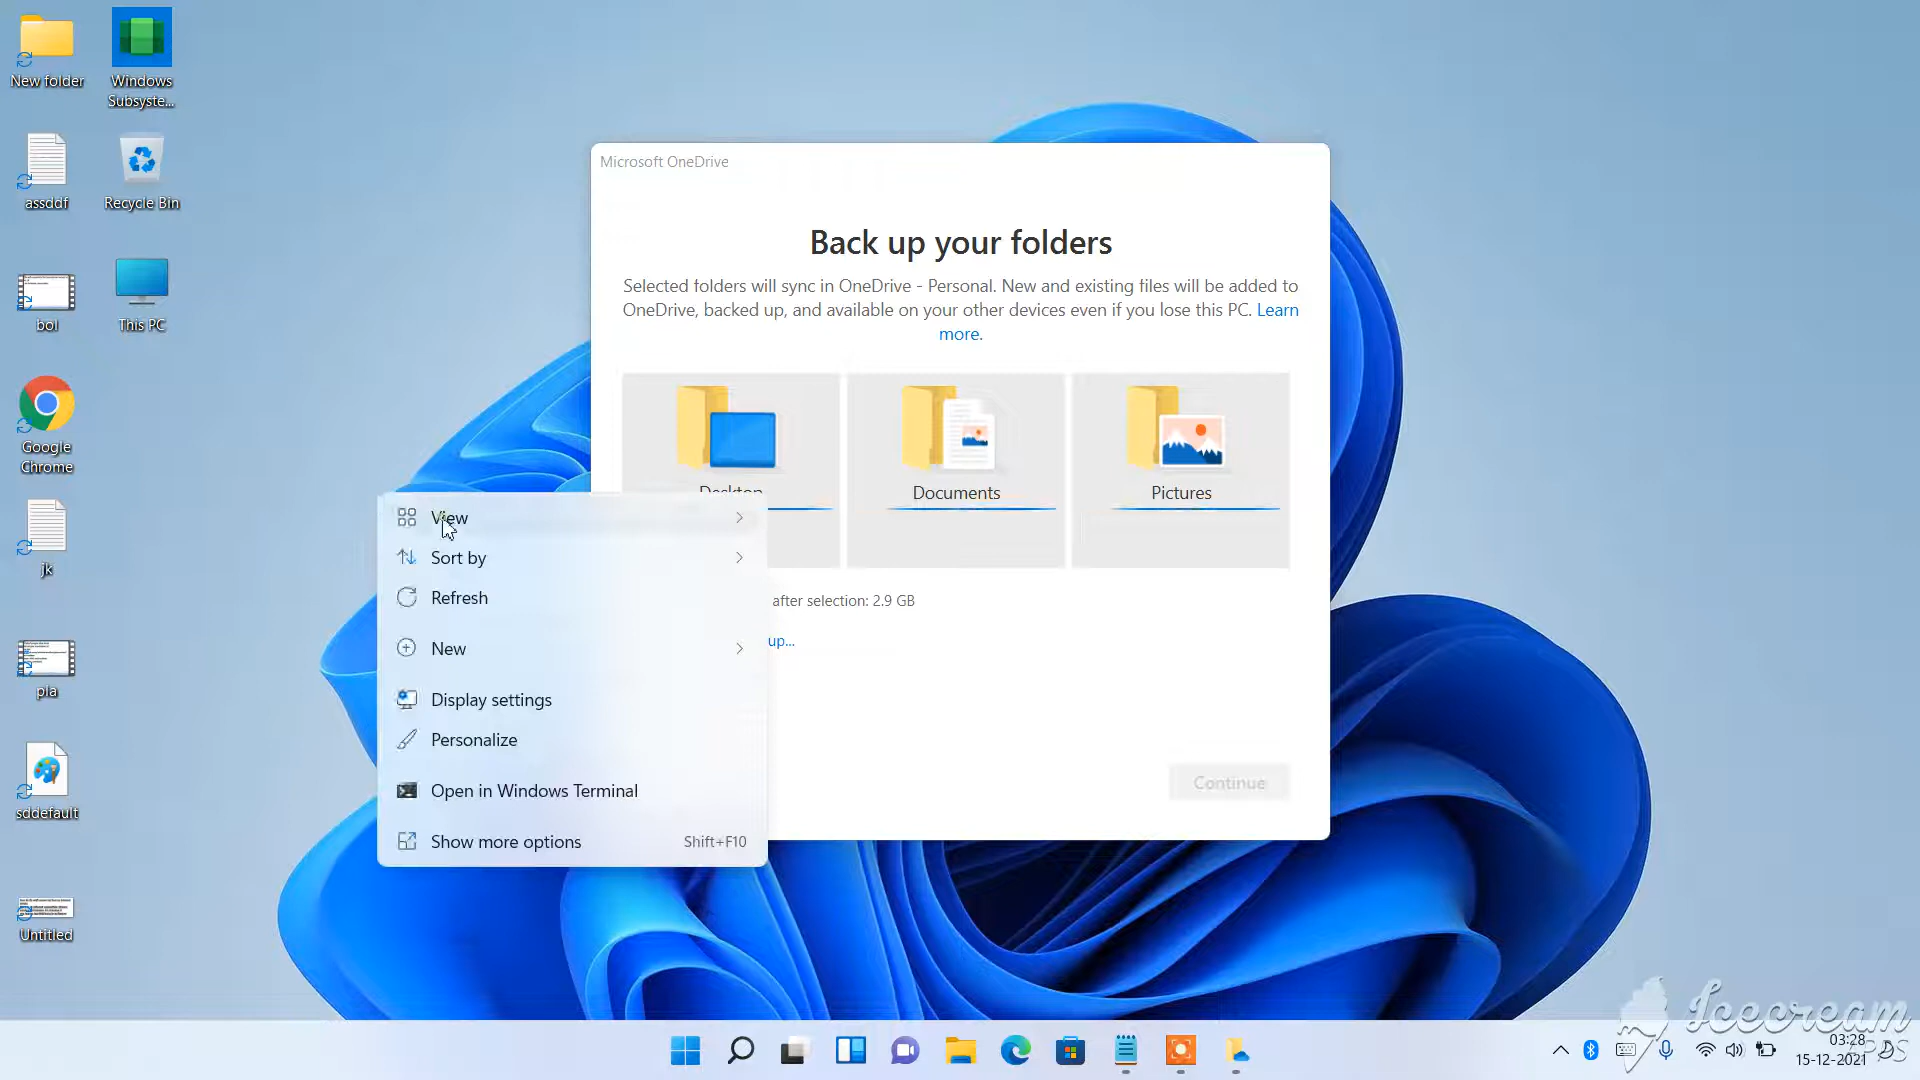 New folder
Windows
Subsyste...
assddf
Recycle Bin
bol
This PC
Google
Chrome
jk
pla
sddefault
Untitled
Microsoft OneDrive
Back up your folders
Selected folders will sync in OneDrive - Personal. New and existing files will be added to
OneDrive, backed up, and available on your other devices even if you lose this PC. Learn
more.
Desktop
Documents
Pictures
after selection: 2.9 GB
up...
Continue
View
Sort by
Refresh
New
Display settings
Personalize
Open in Windows Terminal
Show more options Shift+F10
Icecream
APPS
03:28
15-12-2021